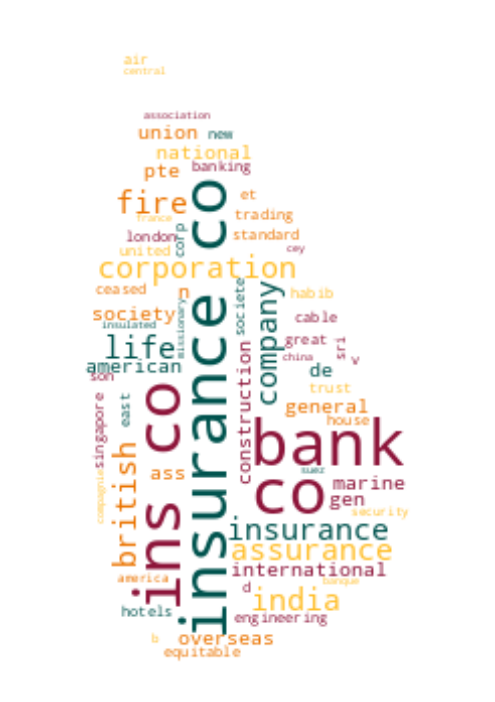 air
central
association
union new
national
pte banking
fire et
france trading
london corp standard
united cey
corporation
ceased n societe habib
society company cable
insulated missionary
life great sri
american china v
son de
trust
east general
singapore construction house
ins co
insurance co
bank
british ass suez
compagnie co marine
gen
security
insurance
assurance
america international
d banque
hotels india
engineering
b overseas
equitable